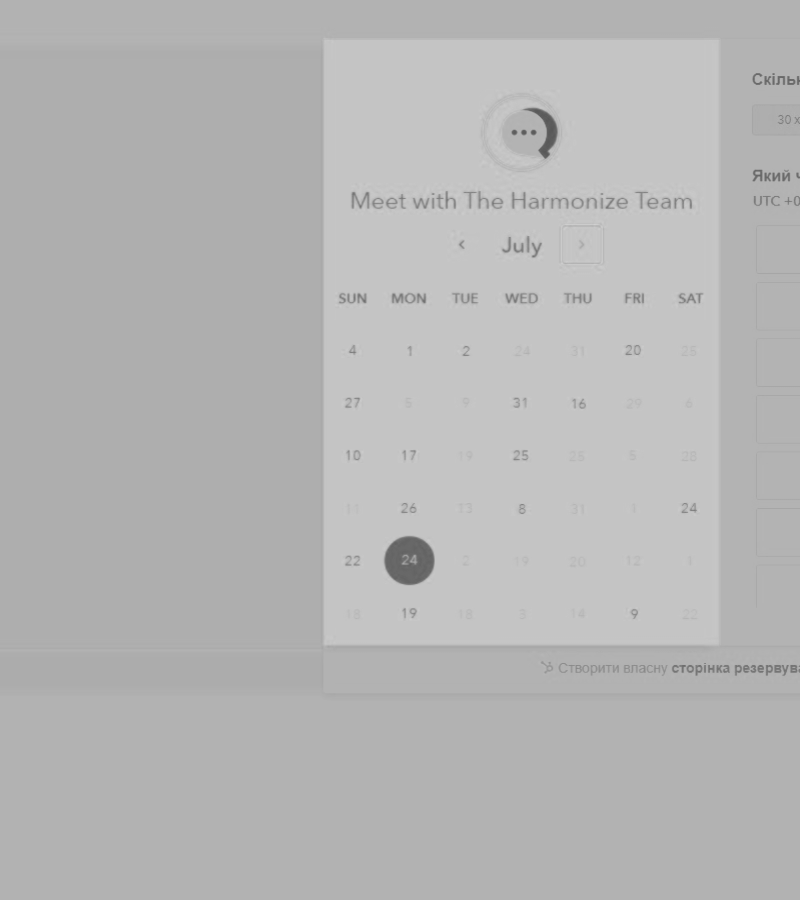 Meet with The Harmonize Team
July
SUN MON TUE WED THU FRI SAT
4 1 2 24 31 20 25
27 8 9 31 16 29 6
10 17 19 25 28 5 28
11 26 13 8 31 1 24
22 24 2 19 20 12 1
18 19 18 3 14 9 22
Скільк
30 х
Який ч
UTC +0
Створити власну сторінка резервува